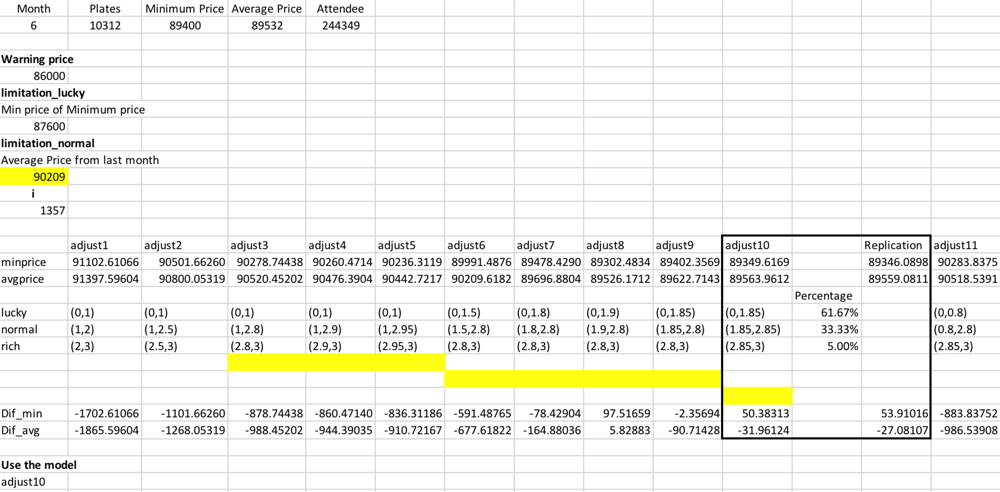 Month Plates Minimum Price Average Price Attendee
6 10312 89400 89532 244349
Warning price
86000
limitation_lucky
Min price of Minimum price
87600
limitation_normal
Average Price from last month
90209
i
1357
adjust1 adjust2 adjust3 adjust4 adjust5 adjust6 adjust7 adjust8 adjust9 adjust10 Replication adjust11
minprice 91102.61066 90501.66260 90278.74438 90260.4714 90236.3119 89991.4876 89478.4290 89302.4834 89402.3569 89349.6169 89346.0898 90283.8375
avgprice 91397.59604 90800.05319 90520.45202 90476.3904 90442.7217 90209.6182 89696.8804 89526.1712 89622.7143 89563.9612 89559.0811 90518.5391
Percentage
lucky (0,1) (0,1) (0,1) (0,1) (0,1) (0,1.5) (0,1.8) (0,1.9) (0,1.85) (0,1.85) 61.67% (0,0.8)
normal (1,2) (1,2.5) (1,2.8) (1,2.9) (1,2.95) (1.5,2.8) (1.8,2.8) (1.9,2.8) (1.85,2.8) (1.85,2.85) 33.33% (0.8,2.8)
rich (2,3) (2.5,3) (2.8,3) (2.9,3) (2.95,3) (2.8,3) (2.8,3) (2.8,3) (2.8,3) (2.85,3) 5.00% (2.85,3)
Dif_min -1702.61066 -1101.66260 -878.74438 -860.47140 -836.31186 -591.48765 -78.42904 97.51659 -2.35694 50.38313 53.91016 -883.83752
Dif_avg -1865.59604 -1268.05319 -988.45202 -944.39035 -910.72167 -677.61822 -164.88036 5.82883 -90.71428 -31.96124 -27.08107 -986.53908
Use the model
adjust10